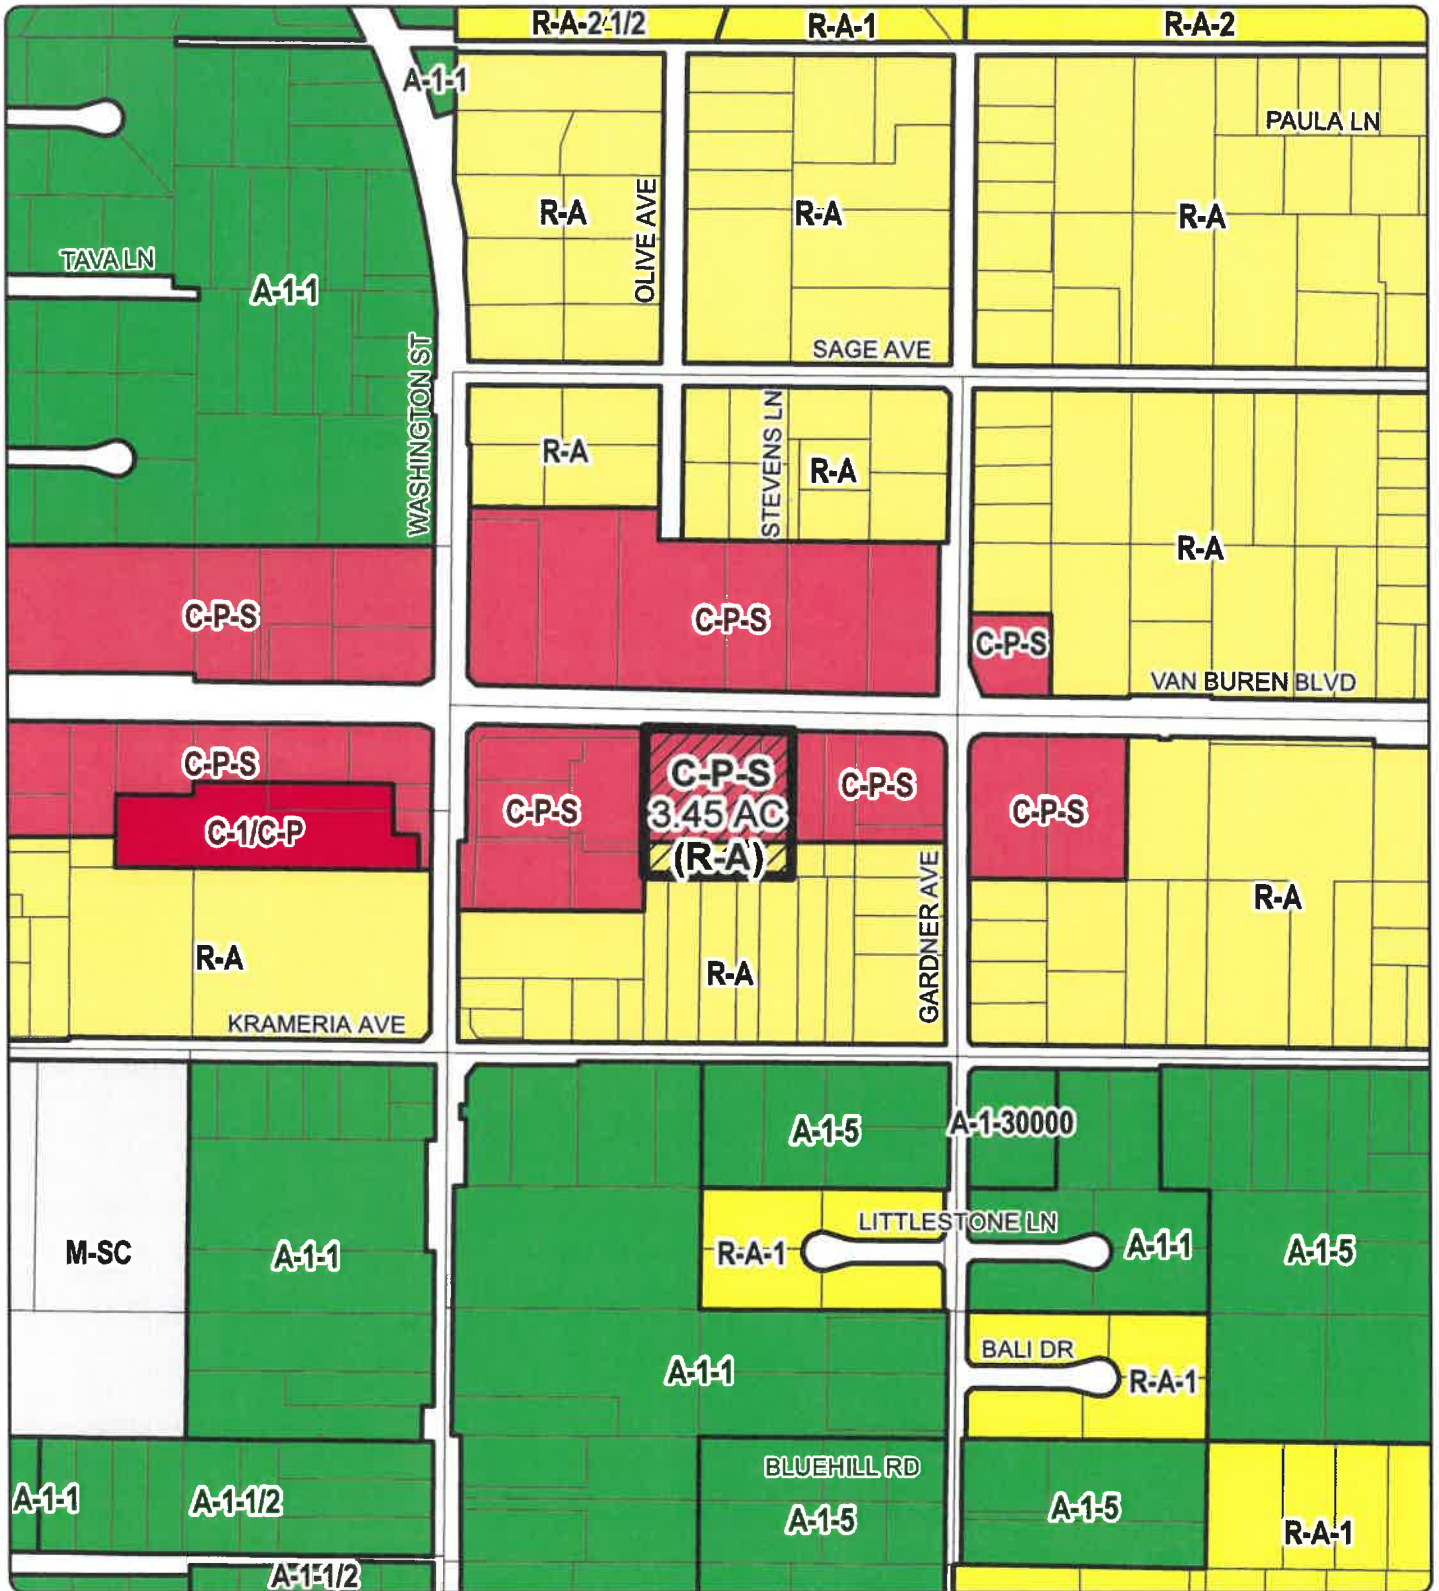 R-A-2 1/2
R-A-1
R-A-2
A-1-1
PAULA LN
R-A
OLIVE AVE
R-A
R-A
TAVA LN
A-1-1
WASHINGTON ST
SAGE AVE
R-A
STEVENS LN
R-A
R-A
C-P-S
C-P-S
C-P-S
VAN BUREN BLVD
C-P-S
C-1/C-P
C-P-S
C-P-S
3.45 AC
(R-A)
C-P-S
C-P-S
GARDNER AVE
R-A
R-A
R-A
KRAMERIA AVE
A-1-5
A-1-30000
LITTLESTONE LN
M-SC
A-1-1
R-A-1
A-1-1
A-1-5
BALI DR
A-1-1
R-A-1
BLUEHILL RD
A-1-1
A-1-1/2
A-1-5
A-1-5
R-A-1
A-1-1/2